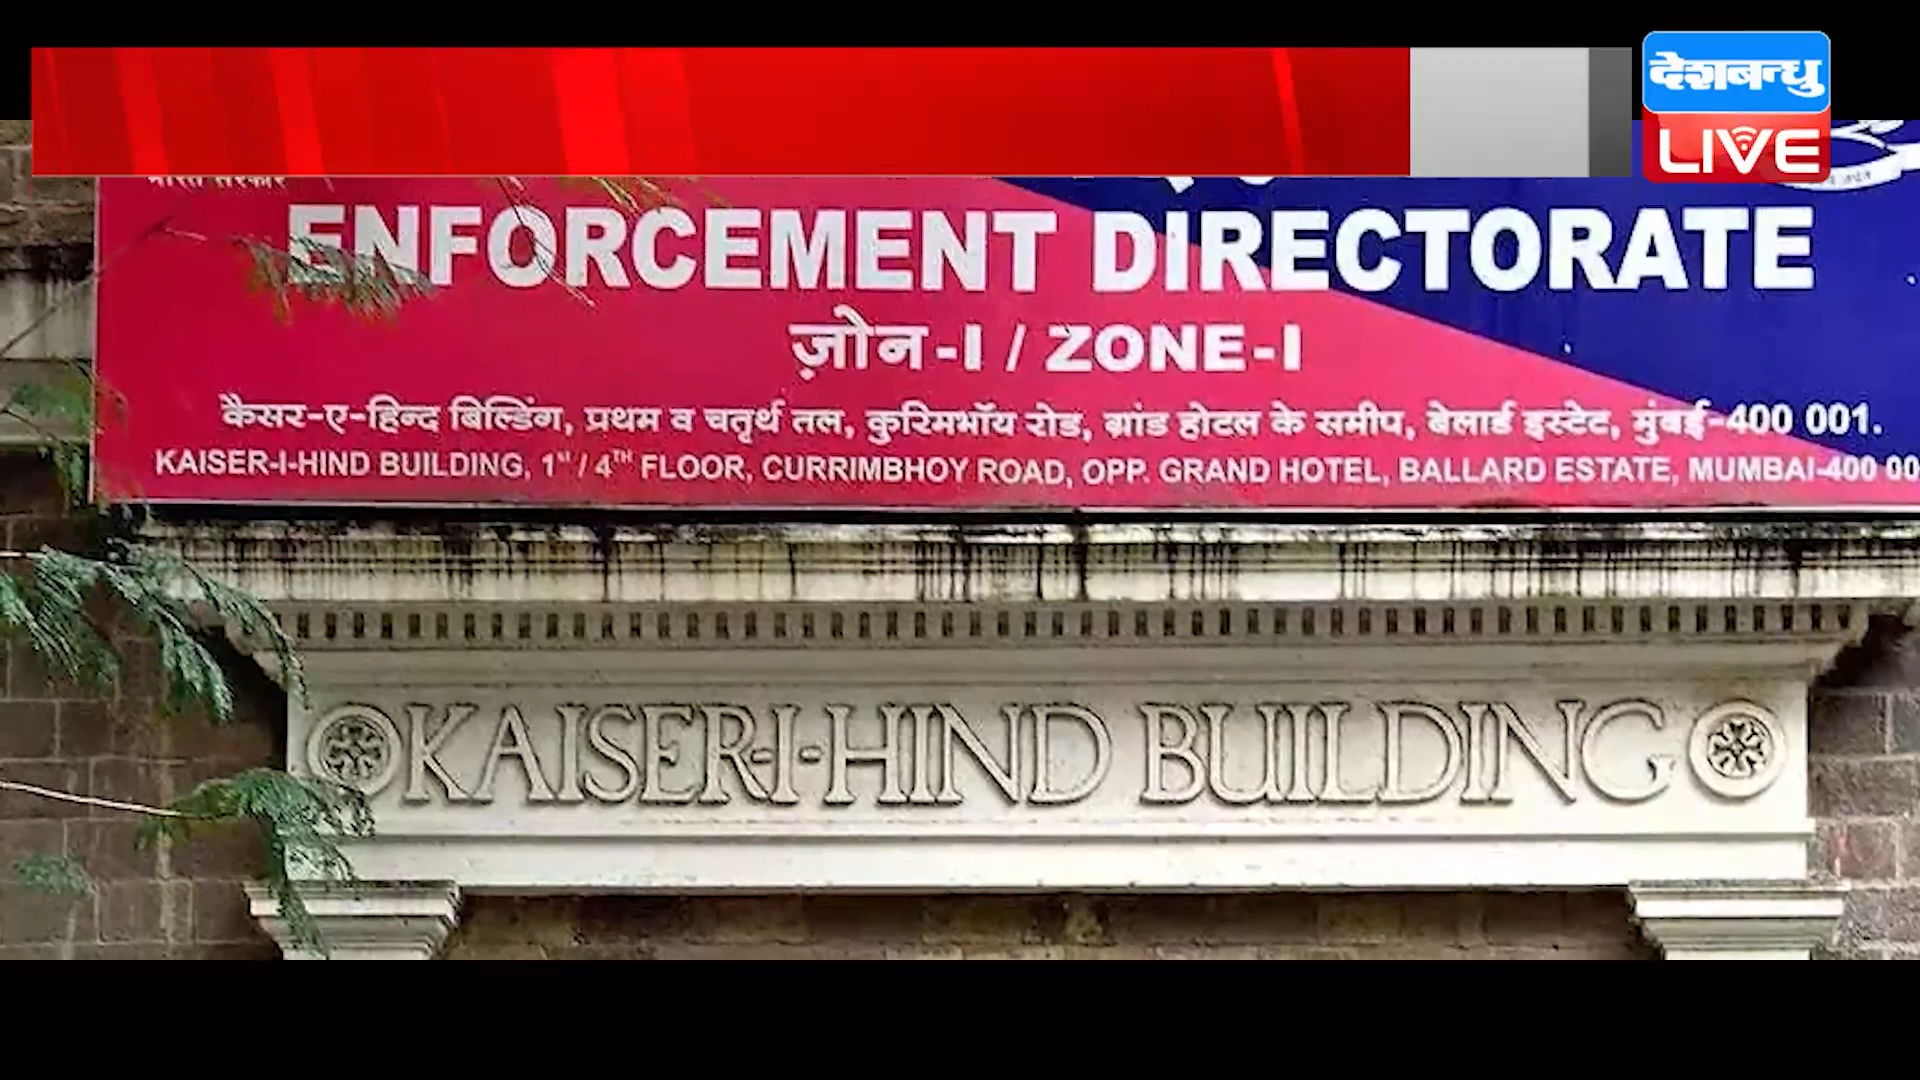 देशबन्धु
LIVE
भारत सरकार
ENFORCEMENT DIRECTORATE
ज़ोन-I / ZONE-I
कैसर-ए-हिन्द बिल्डिंग, प्रथम व चतुर्थ तल, कुरिमभॉय रोड, ग्रांड होटल के समीप, बेलार्ड इस्टेट, मुंबई-400 001.
KAISER-I-HIND BUILDING, 1st / 4TH FLOOR, CURRIMBHOY ROAD, OPP. GRAND HOTEL, BALLARD ESTATE, MUMBAI-400 00
KAISER-I-HIND BUILDING